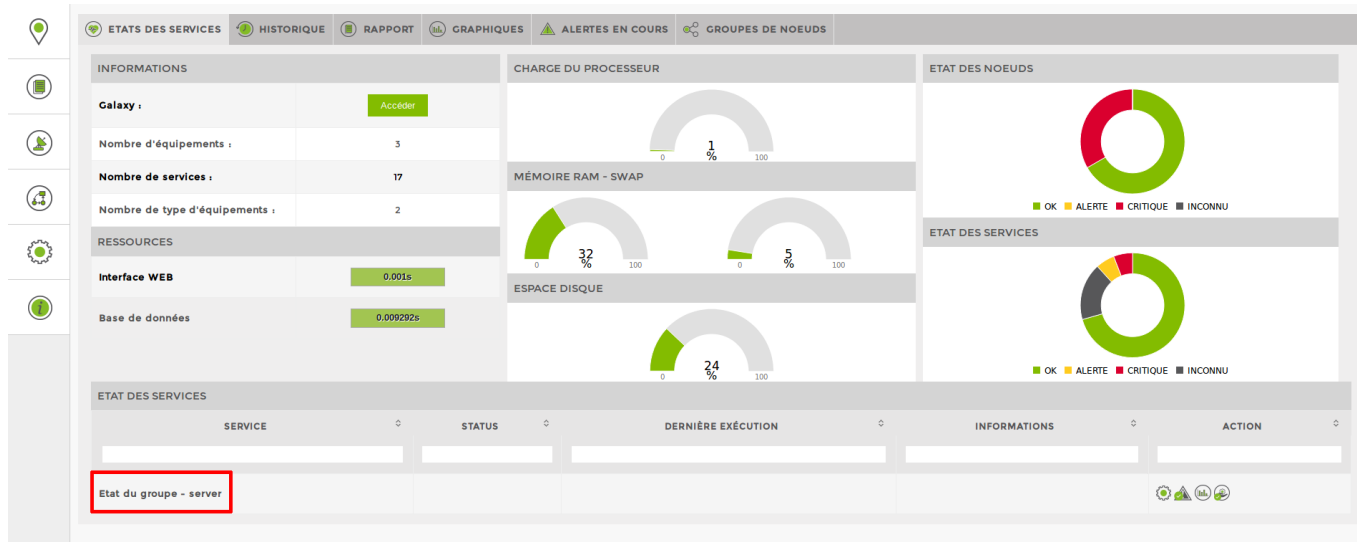 ETATS DES SERVICES HISTORIQUE RAPPORT GRAPHIQUES ALERTES EN COURS GROUPES DE NOEUDS
INFORMATIONS
Galaxy : Accéder
Nombre d'équipements : 3
Nombre de services : 17
Nombre de type d'équipements : 2
RESSOURCES
Interface WEB 0.001s
Base de données 0.009292s
CHARGE DU PROCESSEUR
1
%
0 100
MÉMOIRE RAM - SWAP
32
%
0 100
5
%
0 100
ESPACE DISQUE
24
%
0 100
ETAT DES NOEUDS
OK ALERTE CRITIQUE INCONNU
ETAT DES SERVICES
OK ALERTE CRITIQUE INCONNU
ETAT DES SERVICES
SERVICE STATUS DERNIÈRE EXÉCUTION INFORMATIONS ACTION
Etat du groupe - server